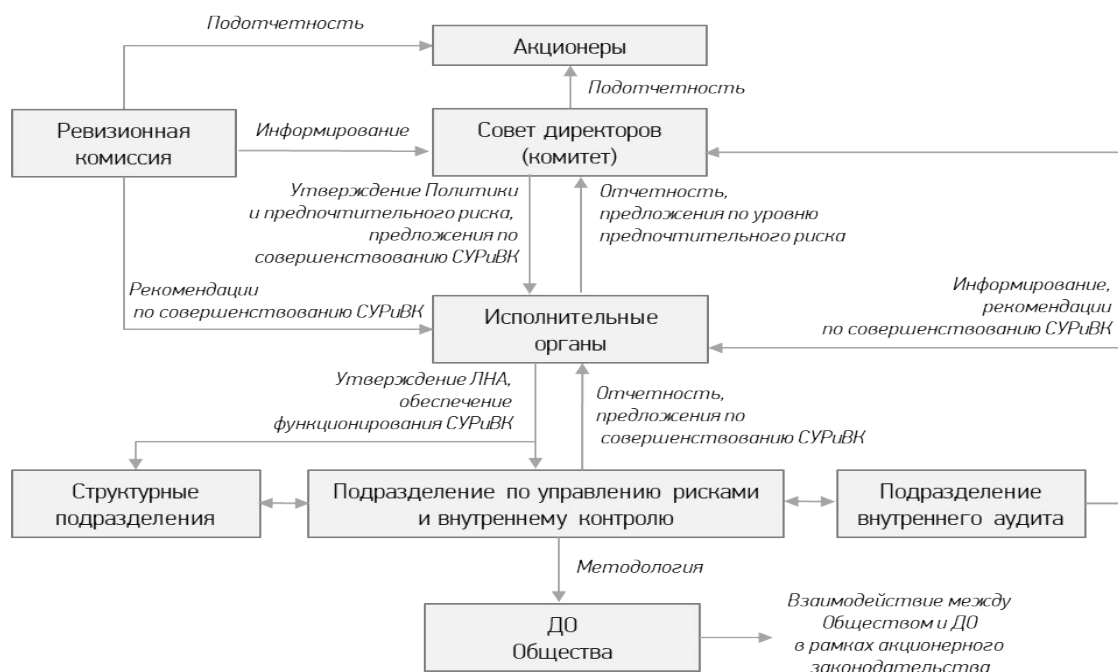 Подотчетность
Акционеры
Подотчетность
Ревизионная
комиссия
Информирование
Совет директоров
(комитет)
Утверждение Политики
и предпочтительного риска,
предложения по
совершенствованию СУРиВК
Отчетность,
предложения по уровню
предпочтительного риска
Рекомендации
по совершенствованию СУРиВК
Исполнительные
органы
Информирование,
рекомендации
по совершенствованию СУРиВК
Утверждение ЛНА,
обеспечение
функционирования СУРиВК
Отчетность,
предложения по
совершенствованию СУРиВК
Структурные
подразделения
Подразделение по управлению рисками
и внутреннему контролю
Подразделение
внутреннего аудита
Методология
ДО
Общества
Взаимодействие между
Обществом и ДО
в рамках акционерного
законодательства